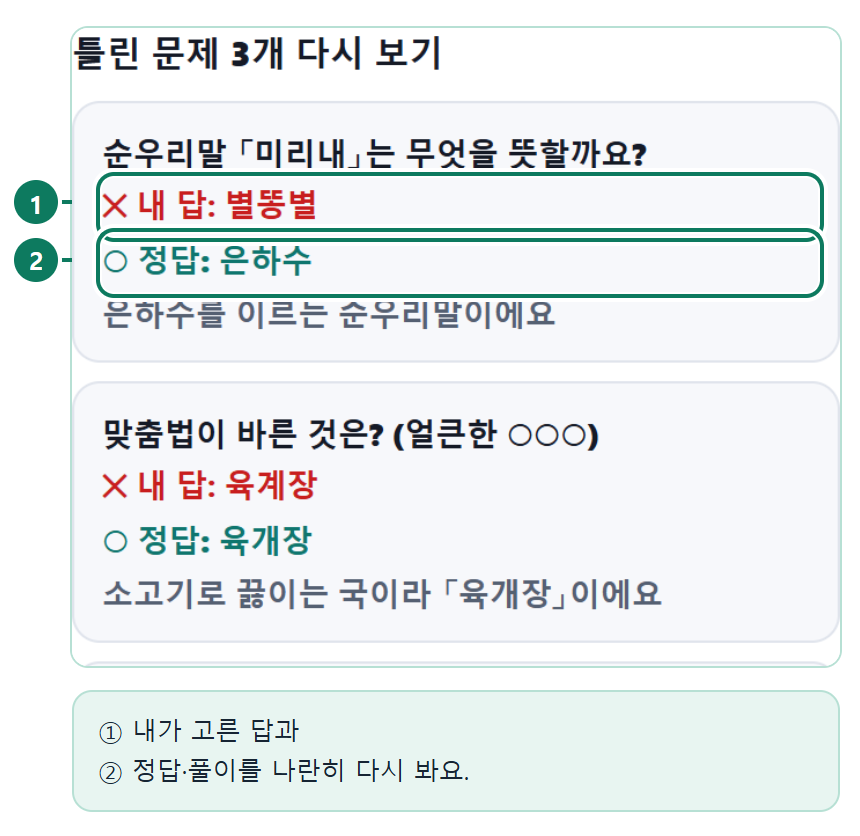 틀린 문제 3개 다시 보기
순우리말 「미리내」는 무엇을 뜻할까요?
1
✕ 내 답: 별똥별
2
○ 정답: 은하수
은하수를 이르는 순우리말이에요
맞춤법이 바른 것은? (얼큰한 ○○○)
✕ 내 답: 육계장
○ 정답: 육개장
소고기로 끓이는 국이라 「육개장」이에요
① 내가 고른 답과
② 정답·풀이를 나란히 다시 봐요.